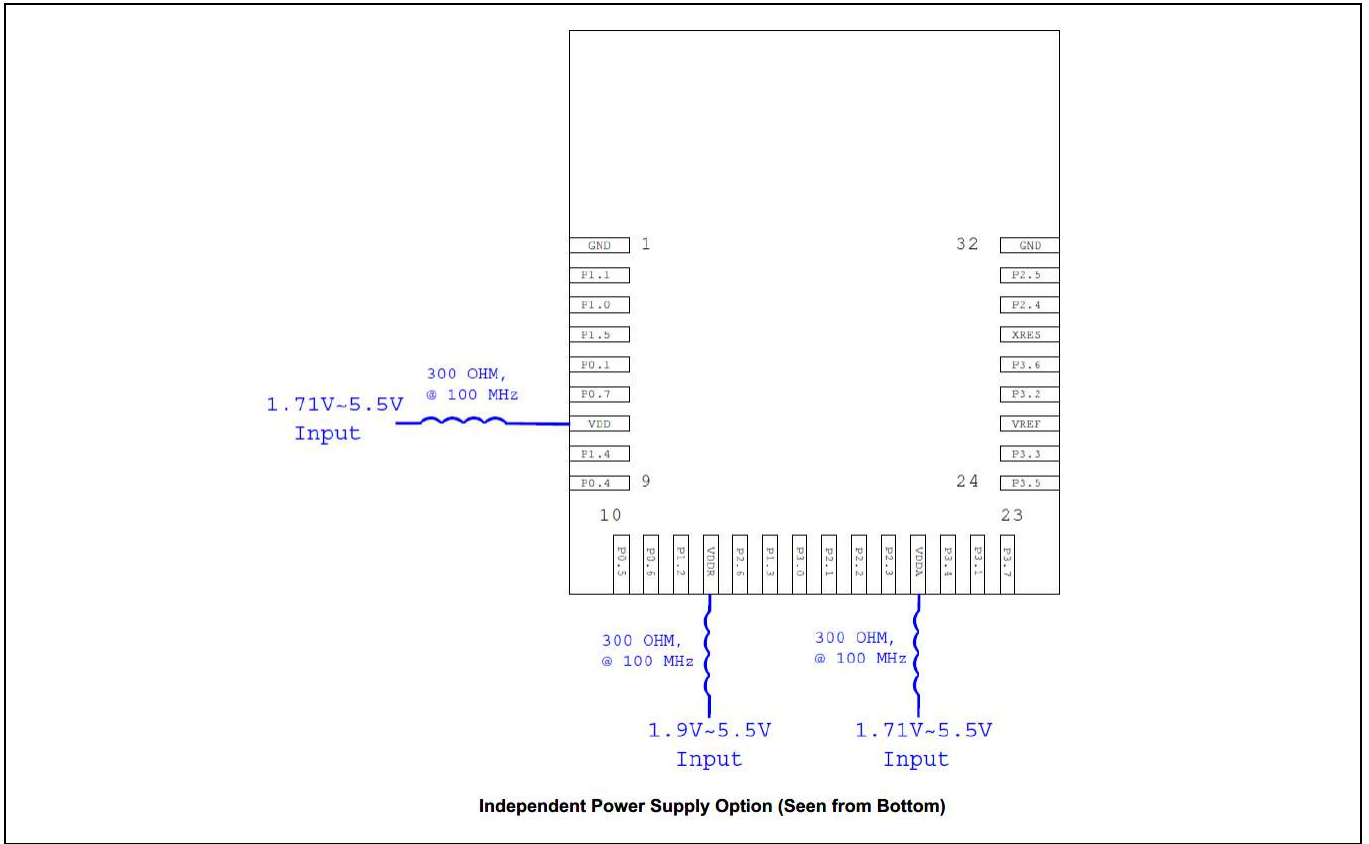 GND 1 32 GND
P1.1 P2.5
P1.0 P2.4
P1.5 XRES
P0.1 P3.6
300 OHM,
@ 100 MHz
P0.7 P3.2
1.71V~5.5V
Input
VDD VREF
P1.4 P3.3
P0.4 9 24 P3.5
10 23
P0.5 P0.6 P1.2 VDDR P2.6 P1.3 P3.0 P2.1 P2.2 P2.3 VDDA P3.4 P3.1 P3.7
300 OHM,
@ 100 MHz
300 OHM,
@ 100 MHz
1.9V~5.5V
Input
1.71V~5.5V
Input
Independent Power Supply Option (Seen from Bottom)